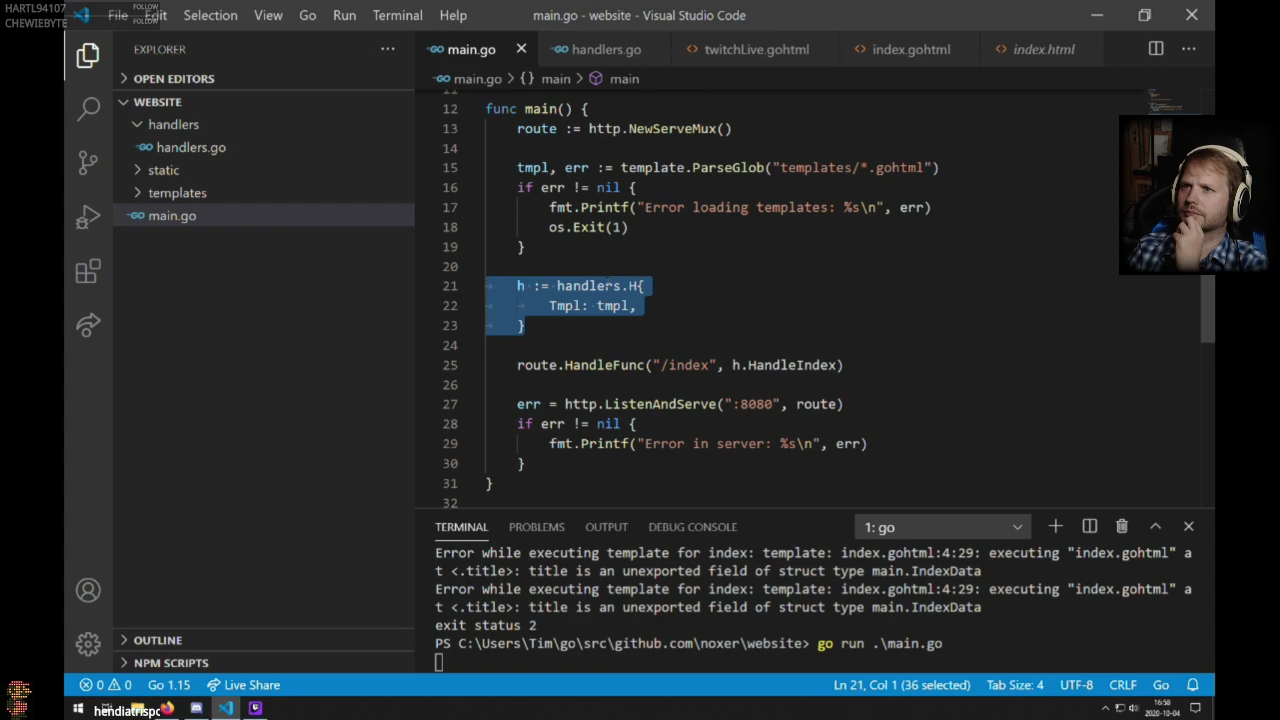 HARTL94107 FOLLOW
CHEWIEBYTE FOLLOW
File Edit Selection View Go Run Terminal Help main.go - website - Visual Studio Code
EXPLORER
OPEN EDITORS
WEBSITE
handlers
handlers.go
static
templates
main.go
OUTLINE
NPM SCRIPTS
main.go handlers.go twitchLive.gohtml index.gohtml index.html
main.go > {} main > main
11
12 func main() {
13 route := http.NewServeMux()
14
15 tmpl, err := template.ParseGlob("templates/*.gohtml")
16 if err != nil {
17 fmt.Printf("Error loading templates: %s\n", err)
18 os.Exit(1)
19 }
20
21 h := handlers.H{
22 Tmpl: tmpl,
23 }
24
25 route.HandleFunc("/index", h.HandleIndex)
26
27 err = http.ListenAndServe(":8080", route)
28 if err != nil {
29 fmt.Printf("Error in server: %s\n", err)
30 }
31 }
32
TERMINAL PROBLEMS OUTPUT DEBUG CONSOLE 1: go
Error while executing template for index: template: index.gohtml:4:29: executing "index.gohtml" a
t <.title>: title is an unexported field of struct type main.IndexData
Error while executing template for index: template: index.gohtml:4:29: executing "index.gohtml" a
t <.title>: title is an unexported field of struct type main.IndexData
exit status 2
PS C:\Users\Tim\go\src\github.com\noxer\website> go run .\main.go
0 0 Go 1.15 Live Share Ln 21, Col 1 (36 selected) Tab Size: 4 UTF-8 CRLF Go
hendiatrispc
16:58
2020-10-04